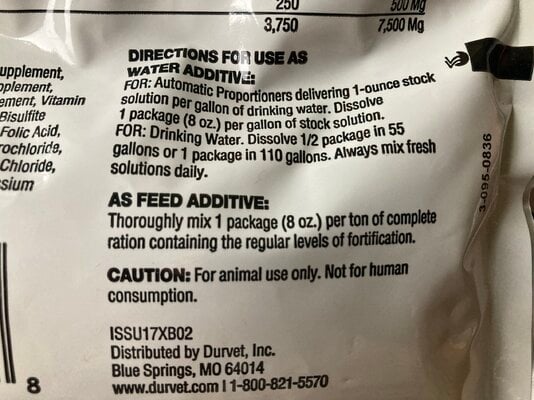 250 500 Mg
3,750 7,500 Mg
upplement,
pplement,
ement, Vitamin
Bisulfite
Folic Acid,
rochloride,
Chloride,
sium
DIRECTIONS FOR USE AS
WATER ADDITIVE:
FOR: Automatic Proportioners delivering 1-ounce stock
solution per gallon of drinking water. Dissolve
1 package (8 oz.) per gallon of stock solution.
FOR: Drinking Water. Dissolve 1/2 package in 55
gallons or 1 package in 110 gallons. Always mix fresh
solutions daily.
AS FEED ADDITIVE:
Thoroughly mix 1 package (8 oz.) per ton of complete
ration containing the regular levels of fortification.
CAUTION: For animal use only. Not for human
consumption.
ISSU17XB02
Distributed by Durvet, Inc.
Blue Springs, MO 64014
www.durvet.com | 1-800-821-5570
8
3-095-0836